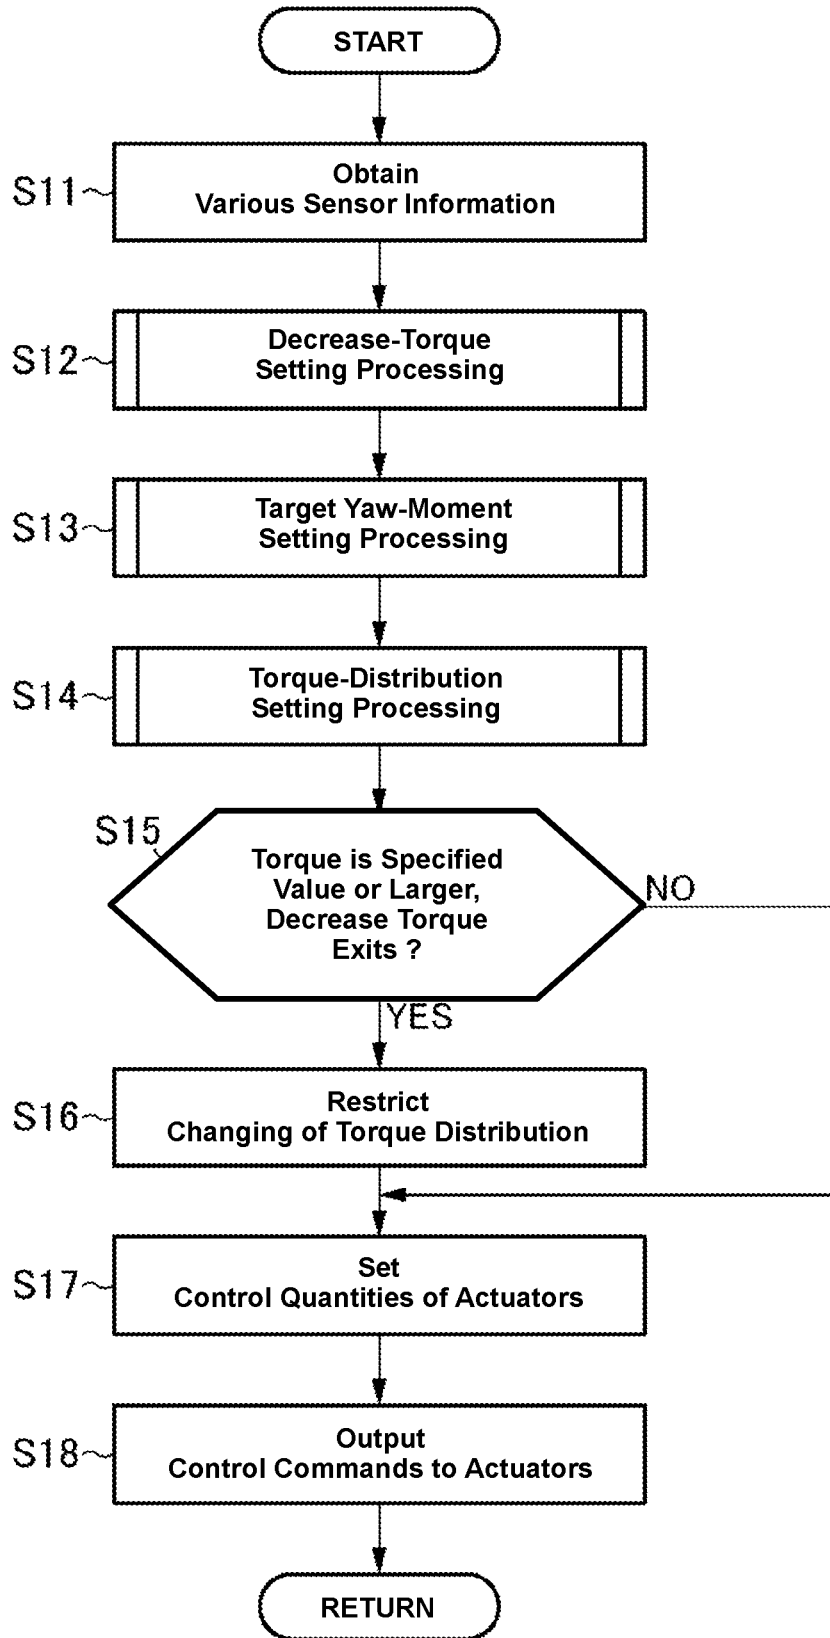 START
S11
Obtain
Various Sensor Information
S12
Decrease-Torque
Setting Processing
S13
Target Yaw-Moment
Setting Processing
S14
Torque-Distribution
Setting Processing
S15
Torque is Specified
Value or Larger,
Decrease Torque
Exits ?
NO
YES
S16
Restrict
Changing of Torque Distribution
S17
Set
Control Quantities of Actuators
S18
Output
Control Commands to Actuators
RETURN